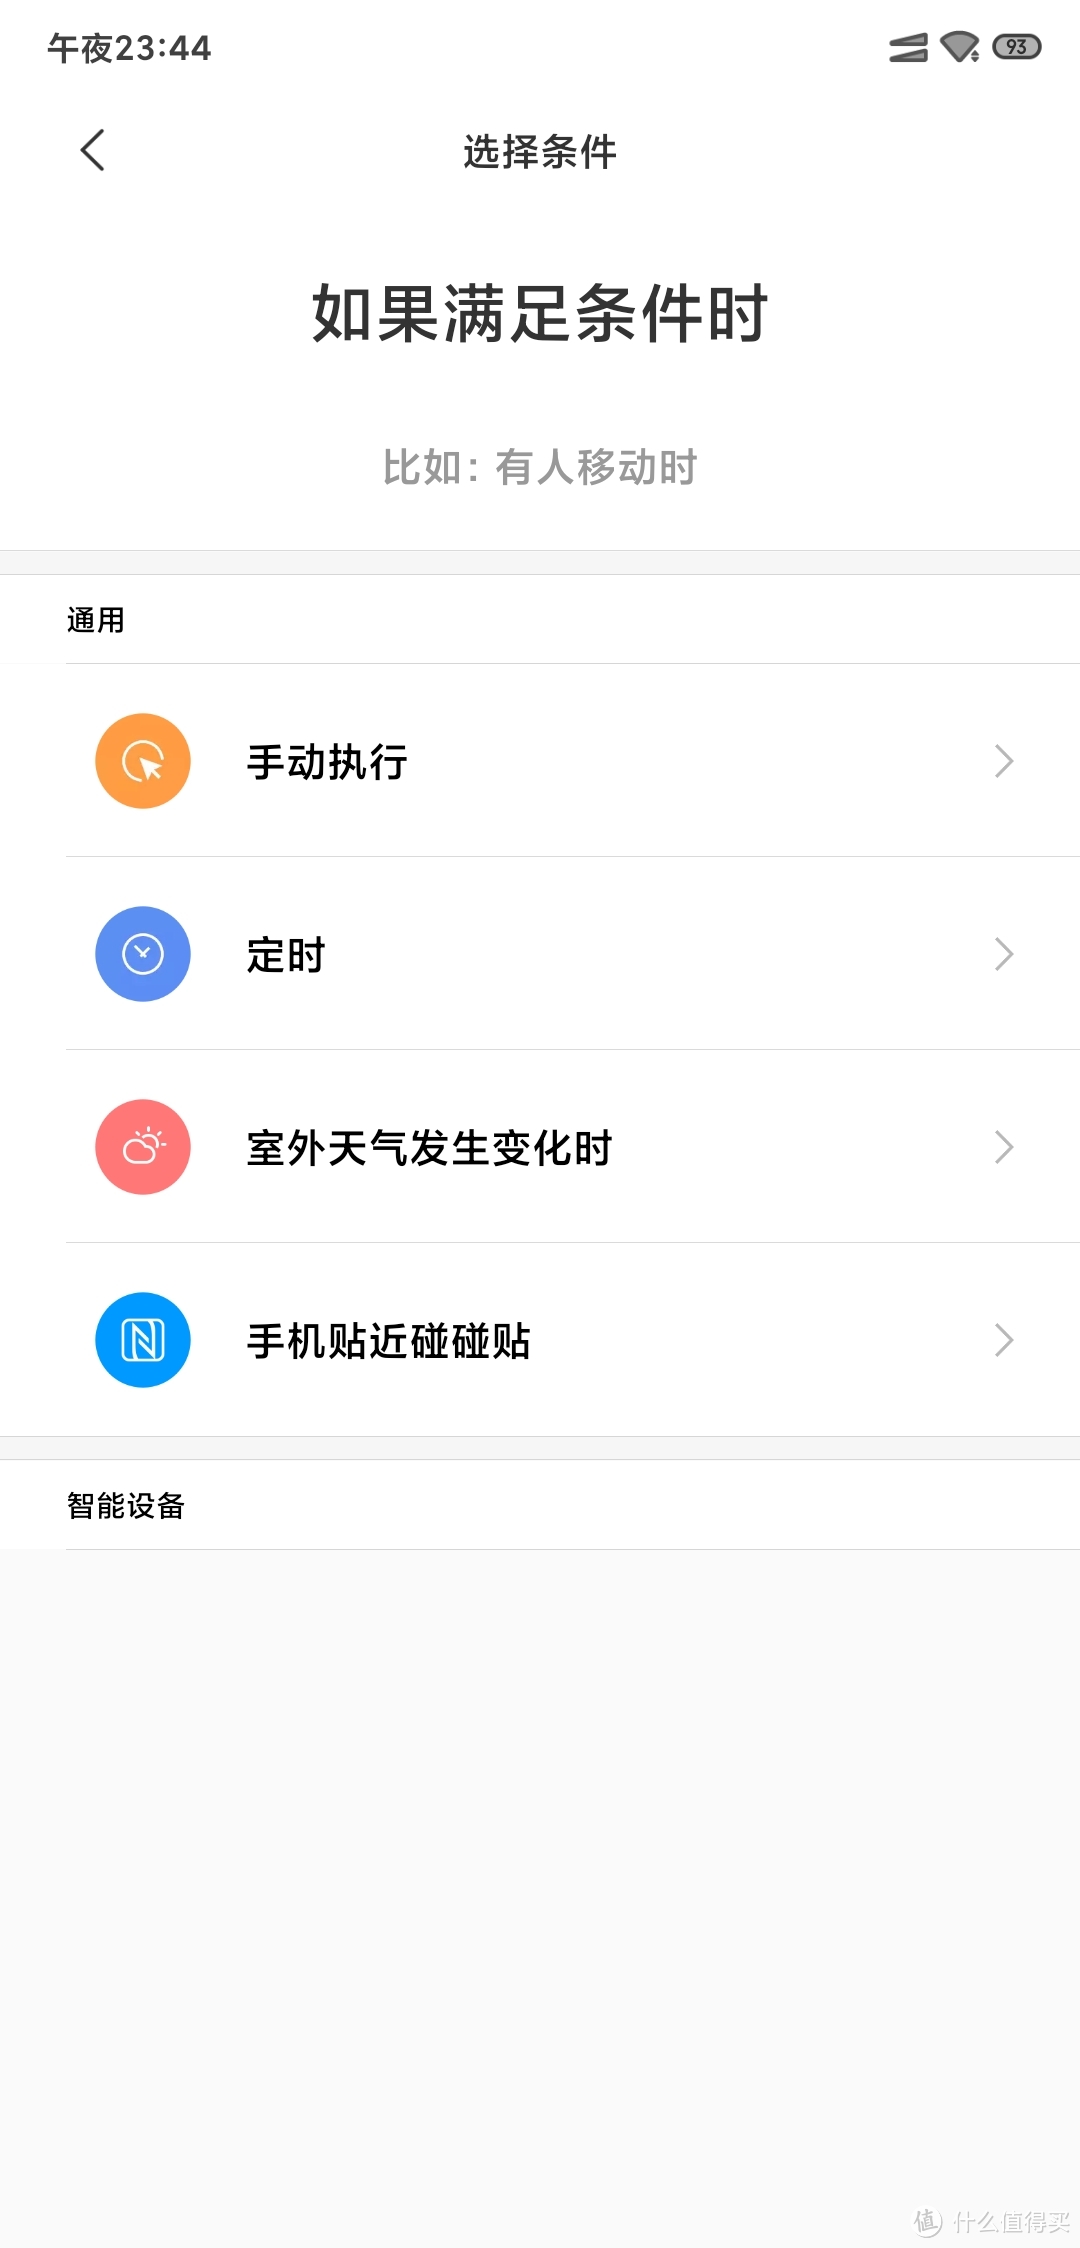 午夜23:44
93
选择条件
如果满足条件时
比如: 有人移动时
通用
手动执行
定时
室外天气发生变化时
手机贴近碰碰贴
智能设备
值 什么值得买